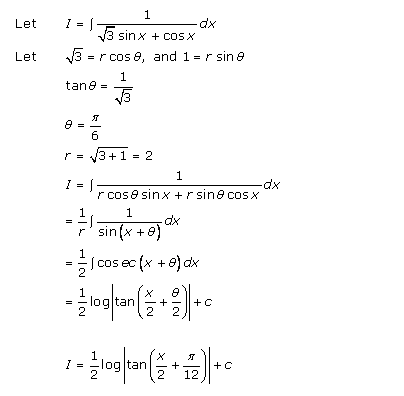 Let I = ∫ 1/(√3 sin x + cos x) dx
Let √3 = r cos θ, and 1 = r sin θ
tan θ = 1/√3
θ = π/6
r = √(3+1) = 2
I = ∫ 1/(r cos θ sin x + r sin θ cos x) dx
= 1/r ∫ 1/sin(x + θ) dx
= 1/2 ∫ cos ec (x + θ) dx
= 1/2 log|tan(x/2 + θ/2)| + c
I = 1/2 log|tan(x/2 + π/12)| + c